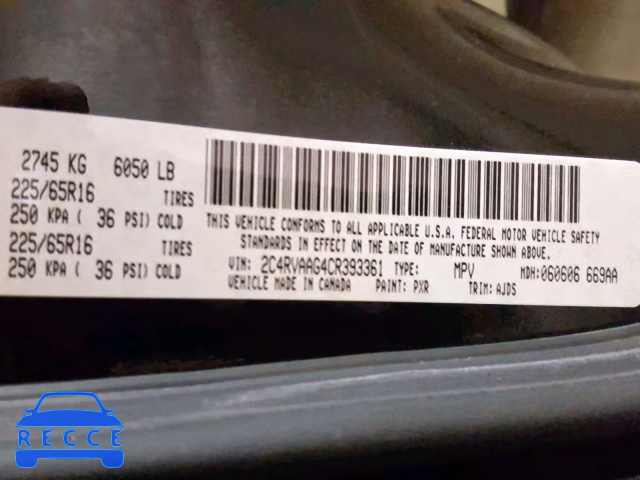 2745 KG 6050 LB
225/65R16 TIRES
250 KPA ( 36 PSI) COLD
225/65R16 TIRES
250 KPA ( 36 PSI) COLD
THIS VEHICLE CONFORMS TO ALL APPLICABLE U.S.A. FEDERAL MOTOR VEHICLE SAFETY
STANDARDS IN EFFECT ON THE DATE OF MANUFACTURE SHOWN ABOVE.
VIN: 2C4RVAAG4CR393361 TYPE: MPV MDH:060606 669AA
VEHICLE MADE IN CANADA PAINT: PXR TRIM: AJDS
RECCE